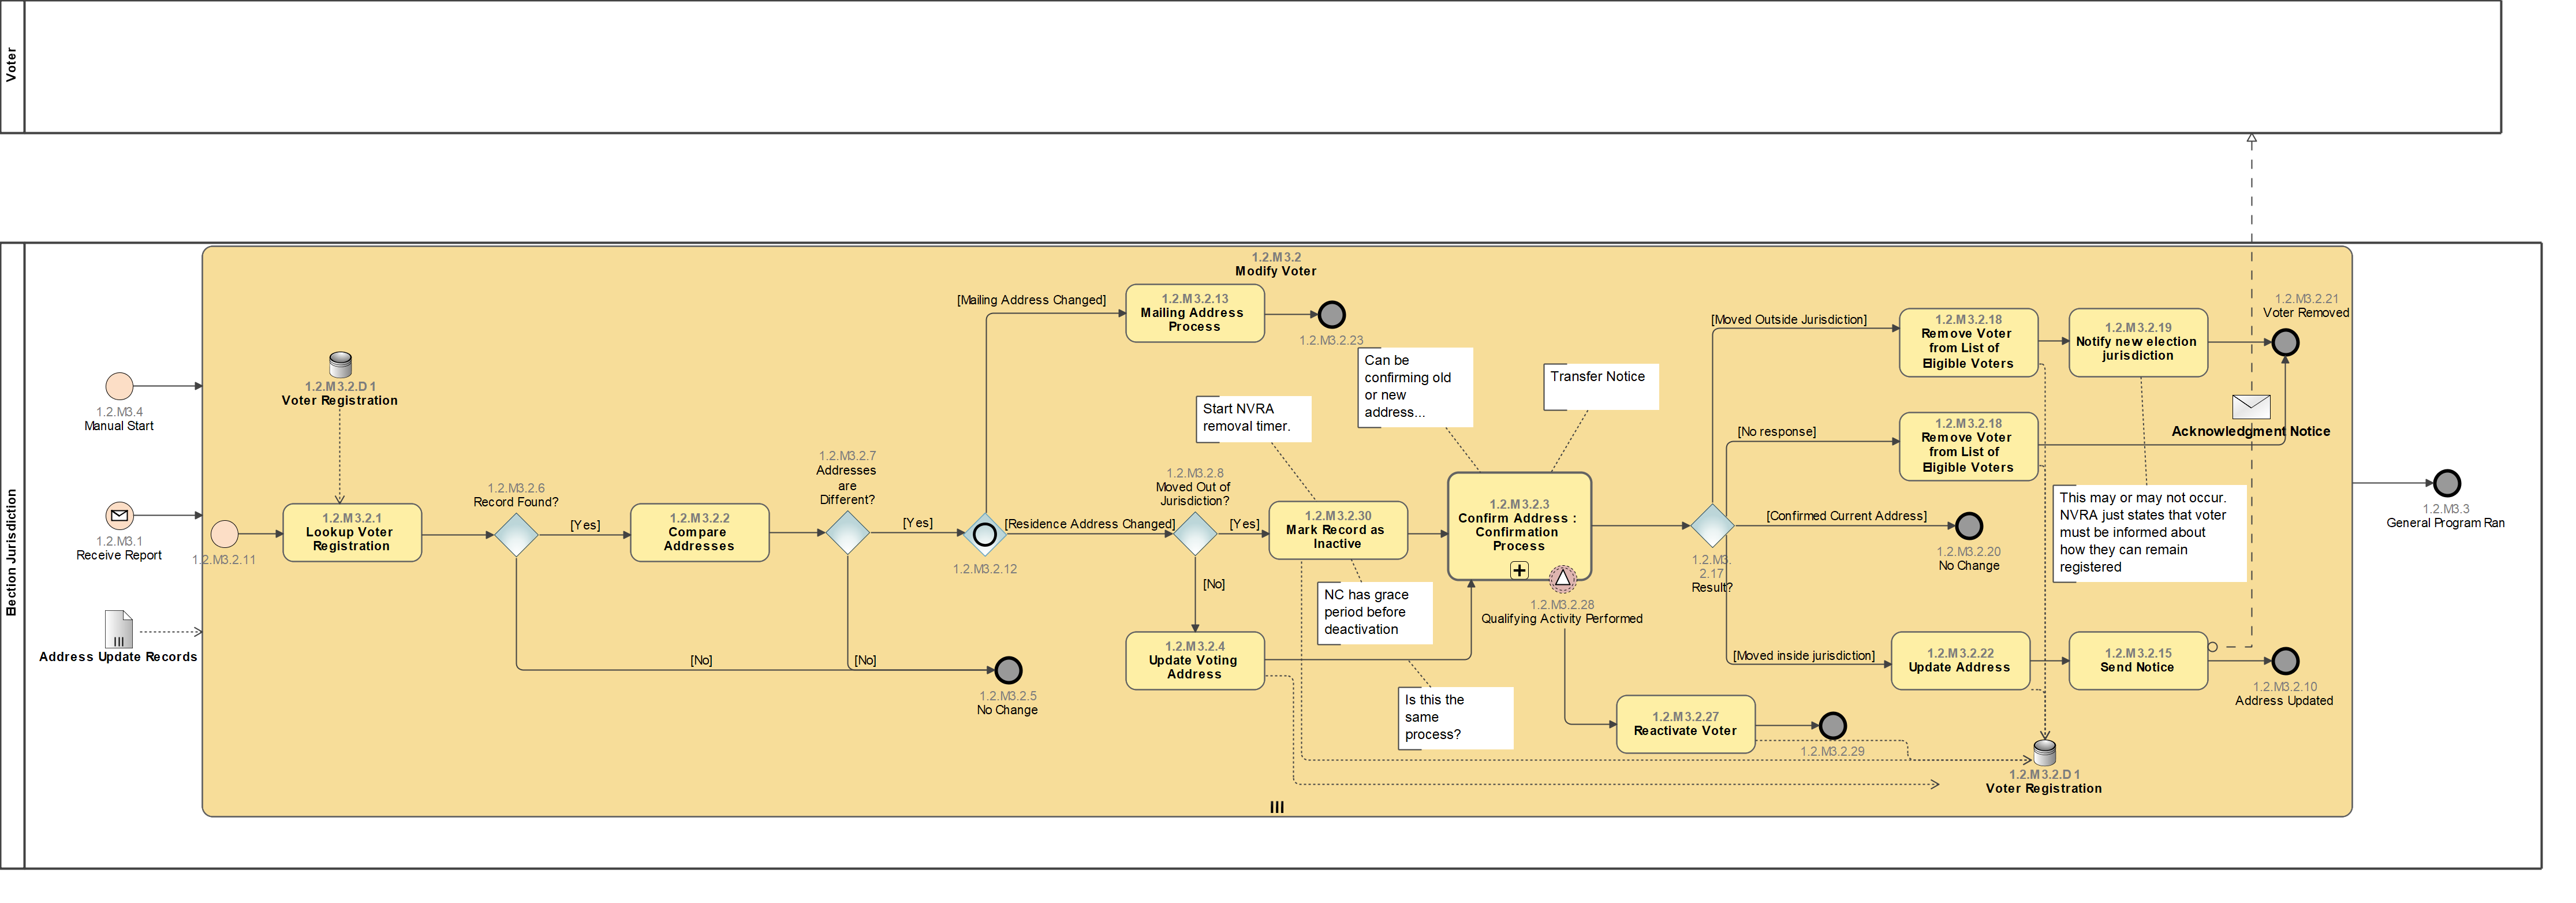 Voter
Election Jurisdiction
1.2.M3.2
Modify Voter
1.2.M3.4
Manual Start
1.2.M3.1
Receive Report
Address Update Records
1.2.M3.2.11
1.2.M3.2.D1
Voter Registration
1.2.M3.2.1
Lookup Voter
Registration
1.2.M3.2.6
Record Found?
[Yes]
[No]
1.2.M3.2.2
Compare
Addresses
1.2.M3.2.7
Addresses
are
Different?
[Yes]
[No]
1.2.M3.2.5
No Change
1.2.M3.2.12
[Mailing Address Changed]
1.2.M3.2.13
Mailing Address
Process
1.2.M3.2.23
[Residence Address Changed]
1.2.M3.2.8
Moved Out of
Jurisdiction?
[Yes]
[No]
1.2.M3.2.4
Update Voting
Address
Start NVRA
removal timer.
1.2.M3.2.30
Mark Record as
Inactive
NC has grace
period before
deactivation
Is this the
same
process?
Can be
confirming old
or new
address...
Transfer Notice
1.2.M3.2.3
Confirm Address :
Confirmation
Process
1.2.M3.2.28
Qualifying Activity Performed
1.2.M3.2.27
Reactivate Voter
1.2.M3.2.29
1.2.M3.
2.17
Result?
[Moved Outside Jurisdiction]
1.2.M3.2.18
Remove Voter
from List of
Eligible Voters
1.2.M3.2.19
Notify new election
jurisdiction
1.2.M3.2.21
Voter Removed
[No response]
1.2.M3.2.18
Remove Voter
from List of
Eligible Voters
Acknowledgment Notice
This may or may not occur.
NVRA just states that voter
must be informed about
how they can remain
registered
[Confirmed Current Address]
1.2.M3.2.20
No Change
[Moved inside jurisdiction]
1.2.M3.2.22
Update Address
1.2.M3.2.15
Send Notice
1.2.M3.2.10
Address Updated
1.2.M3.2.D1
Voter Registration
1.2.M3.3
General Program Ran